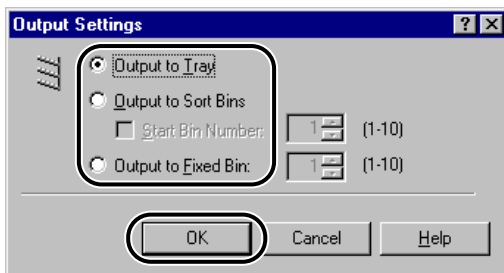 Output Settings
Output to Tray
Output to Sort Bins
Start Bin Number: 1 (1-10)
Output to Fixed Bin: 1 (1-10)
OK Cancel Help